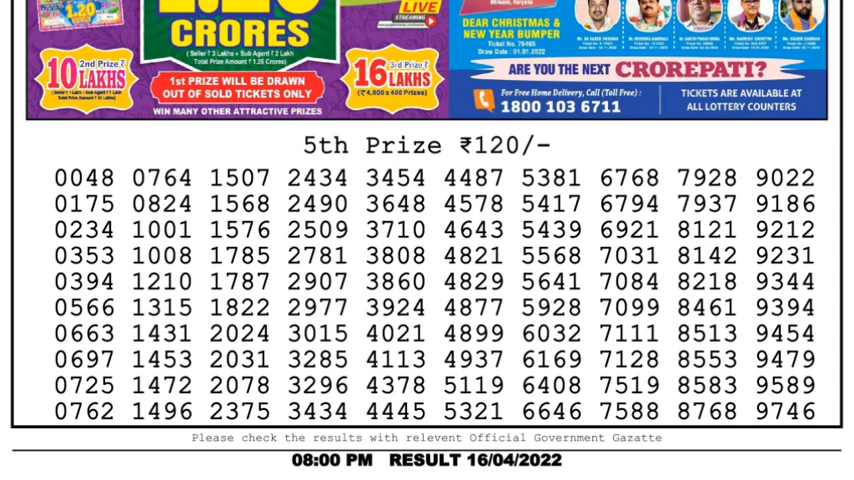 1.20
CRORES
(Seller ₹ 3 Lakhs + Sub Agent ₹ 2 Lakh
Total Prize Amount ₹ 1.25 Crores)
2nd Prize ₹
10 LAKHS
1st PRIZE WILL BE DRAWN
OUT OF SOLD TICKETS ONLY
WIN MANY OTHER ATTRACTIVE PRIZES
LIVE
STREAMING
3rd Prize ₹
16 LAKHS
(₹ 4,000 x 400 Prizes)
DEAR CHRISTMAS &
NEW YEAR BUMPER
Ticket No. 76465
Draw Date : 01.01.2022
ARE YOU THE NEXT CROREPATI?
For Free Home Delivery, Call (Toll Free) :
1800 103 6711
TICKETS ARE AVAILABLE AT
ALL LOTTERY COUNTERS
5th Prize ₹120/-
0048 0764 1507 2434 3454 4487 5381 6768 7928 9022
0175 0824 1568 2490 3648 4578 5417 6794 7937 9186
0234 1001 1576 2509 3710 4643 5439 6921 8121 9212
0353 1008 1785 2781 3808 4821 5568 7031 8142 9231
0394 1210 1787 2907 3860 4829 5641 7084 8218 9344
0566 1315 1822 2977 3924 4877 5928 7099 8461 9394
0663 1431 2024 3015 4021 4899 6032 7111 8513 9454
0697 1453 2031 3285 4113 4937 6169 7128 8553 9479
0725 1472 2078 3296 4378 5119 6408 7519 8583 9589
0762 1496 2375 3434 4445 5321 6646 7588 8768 9746
Please check the results with relevent Official Government Gazatte
08:00 PM RESULT 16/04/2022